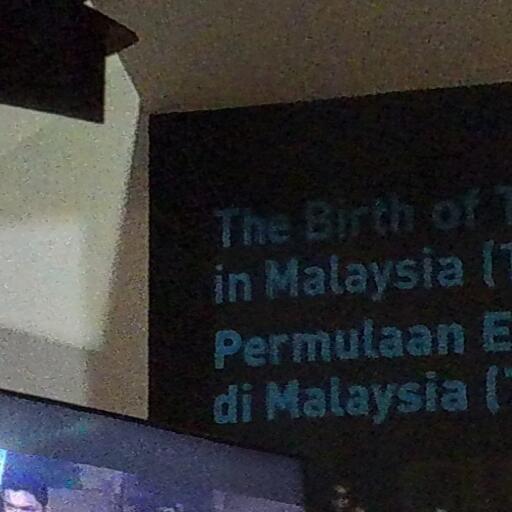 The Birth of
in Malaysia (
Permulaan
di Malaysia (